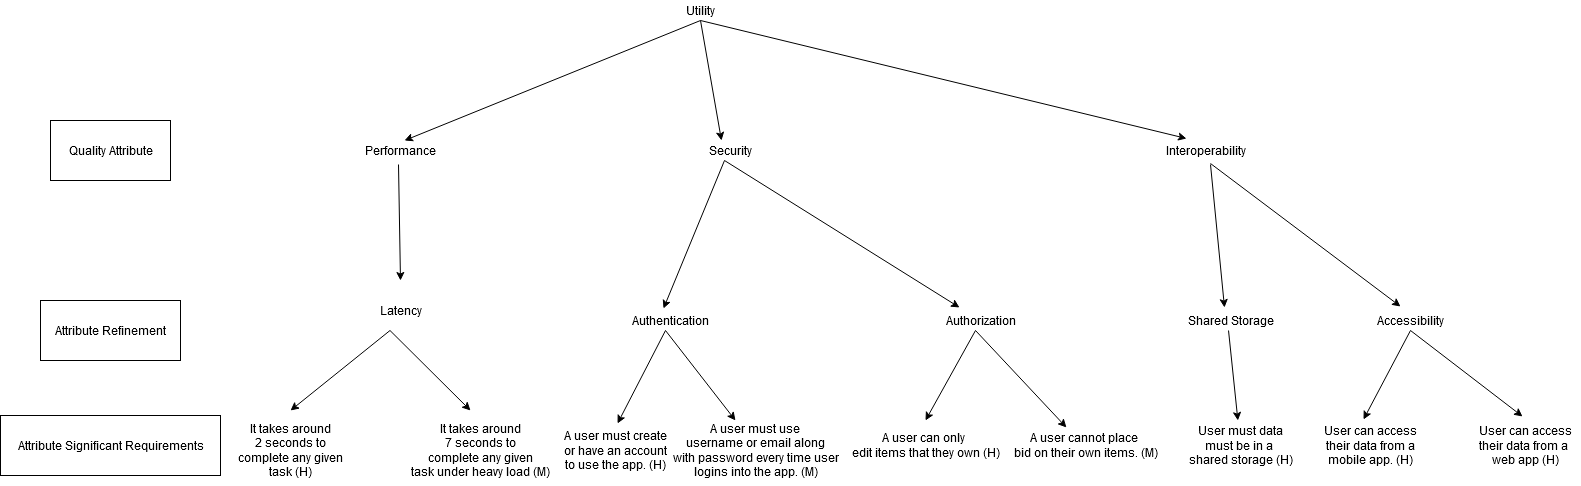 Utility
Quality Attribute
Performance
Security
Interoperability
Attribute Refinement
Latency
Authentication
Authorization
Shared Storage
Accessibility
Attribute Significant Requirements
It takes around
2 seconds to
complete any given
task (H)
It takes around
7 seconds to
complete any given
task under heavy load (M)
A user must create
or have an account
to use the app. (H)
A user must use
username or email along
with password every time user
logins into the app. (M)
A user can only
edit items that they own (H)
A user cannot place
bid on their own items. (M)
User must data
must be in a
shared storage (H)
User can access
their data from a
mobile app. (H)
User can access
their data from a
web app (H)